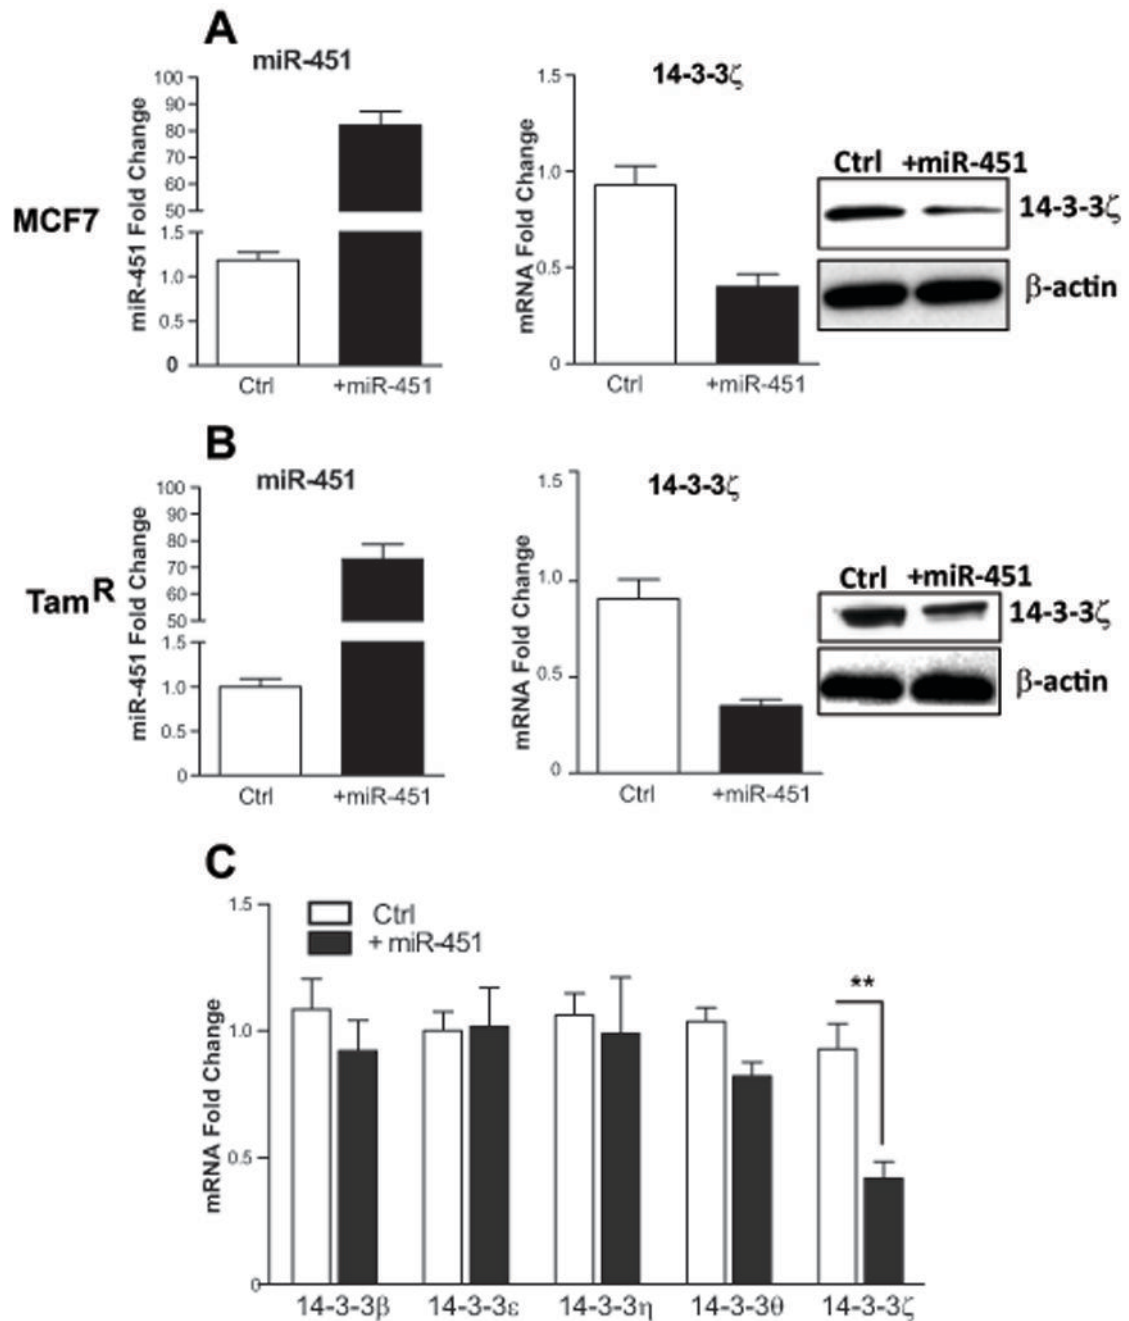 A
MCF7
miR-451
miR-451 Fold Change
100
90
80
70
60
50
1.5
1.0
0.5
0
Ctrl
+miR-451
14-3-3ζ
mRNA Fold Change
1.5
1.0
0.5
0
Ctrl
+miR-451
Ctrl +miR-451
14-3-3ζ
β-actin
B
Tam R
miR-451
miR-451 Fold Change
100
90
80
70
60
50
1.5
1.0
0.5
0
Ctrl
+miR-451
14-3-3ζ
mRNA Fold Change
1.5
1.0
0.5
0
Ctrl
+miR-451
Ctrl +miR-451
14-3-3ζ
β-actin
C
mRNA Fold Change
1.5
1.0
0.5
0
Ctrl
+ miR-451
**
14-3-3β
14-3-3ε
14-3-3η
14-3-3θ
14-3-3ζ